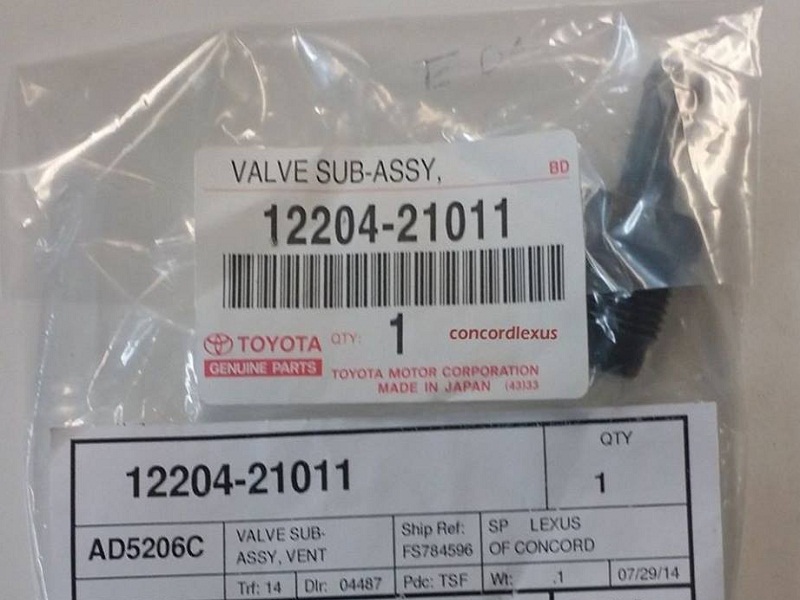 VALVE SUB-ASSY,
BD
12204-21011
TOYOTA QTY: 1 concordlexus
GENUINE PARTS
TOYOTA MOTOR CORPORATION
MADE IN JAPAN (43)33
12204-21011
QTY
1
AD5206C
VALVE SUB-
ASSY, VENT
Ship Ref:
FS784596
SP LEXUS
OF CONCORD
Trf: 14
Dlr: 04487
Pdc: TSF
Wt: .1
07/29/14